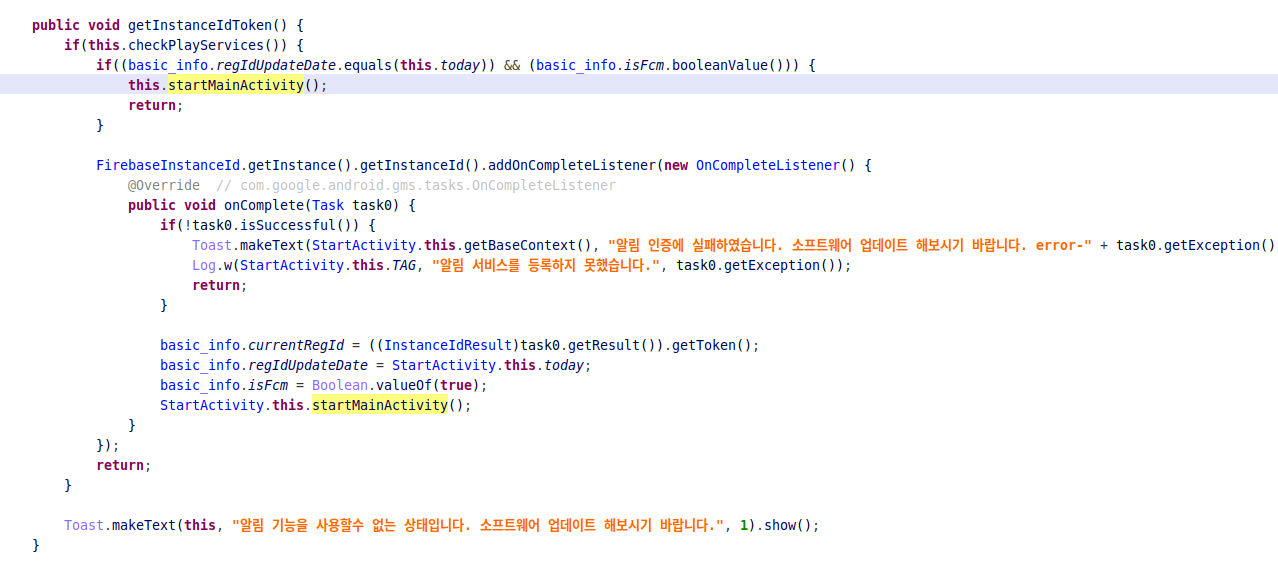 public void getInstanceIdToken() {
if(this.checkPlayServices()) {
if((basic_info.regIdUpdateDate.equals(this.today)) && (basic_info.isFcm.booleanValue())) {
this.startMainActivity();
return;
}
FirebaseInstanceId.getInstance().getInstanceId().addOnCompleteListener(new OnCompleteListener() {
@Override  // com.google.android.gms.tasks.OnCompleteListener
public void onComplete(Task task0) {
if(!task0.isSuccessful()) {
Toast.makeText(StartActivity.this.getBaseContext(), "알림 인증에 실패하였습니다. 소프트웨어 업데이트 해보시기 바랍니다. error-" + task0.getException()
Log.w(StartActivity.this.TAG, "알림 서비스를 등록하지 못했습니다.", task0.getException());
return;
}
basic_info.currentRegId = ((InstanceIdResult)task0.getResult()).getToken();
basic_info.regIdUpdateDate = StartActivity.this.today;
basic_info.isFcm = Boolean.valueOf(true);
StartActivity.this.startMainActivity();
}
});
return;
}
Toast.makeText(this, "알림 기능을 사용할수 없는 상태입니다. 소프트웨어 업데이트 해보시기 바랍니다.", 1).show();
}